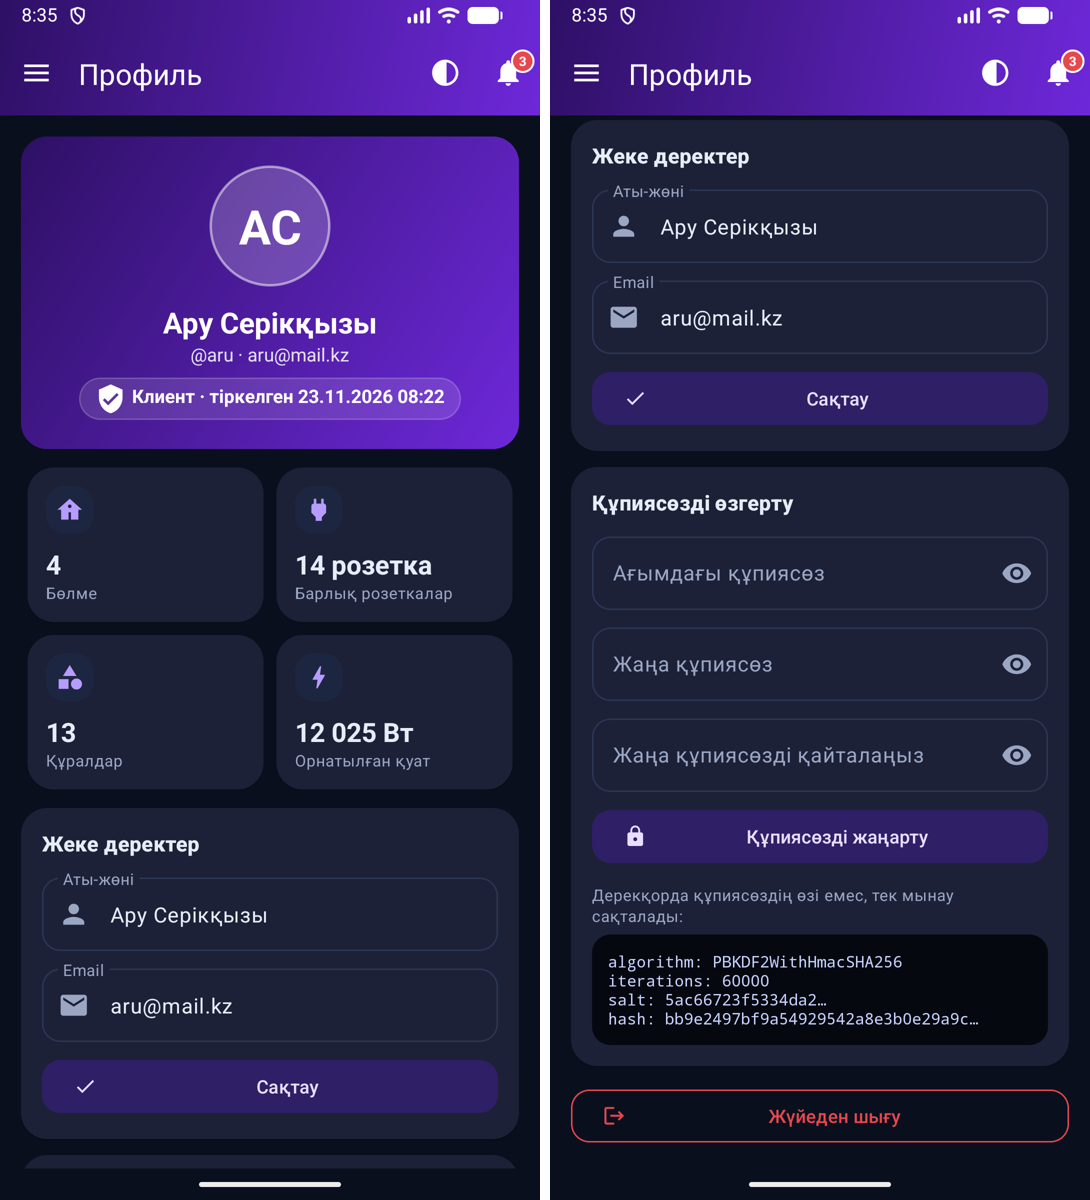 8:35
Профиль
3
АС
Ару Серікқызы
@aru · aru@mail.kz
Клиент · тіркелген 23.11.2026 08:22
4
Бөлме
14 розетка
Барлық розеткалар
13
Құралдар
12 025 Вт
Орнатылған қуат
Жеке деректер
Аты-жөні
Ару Серікқызы
Email
aru@mail.kz
Сақтау
8:35
Профиль
3
Жеке деректер
Аты-жөні
Ару Серікқызы
Email
aru@mail.kz
Сақтау
Құпиясөзді өзгерту
Ағымдағы құпиясөз
Жаңа құпиясөз
Жаңа құпиясөзді қайталаңыз
Құпиясөзді жаңарту
Дерекқорда құпиясөздің өзі емес, тек мынау
сақталады:
algorithm: PBKDF2WithHmacSHA256
iterations: 60000
salt: 5ac66723f5334da2…
hash: bb9e2497bf9a54929542a8e3b0e29a9c…
Жүйеден шығу